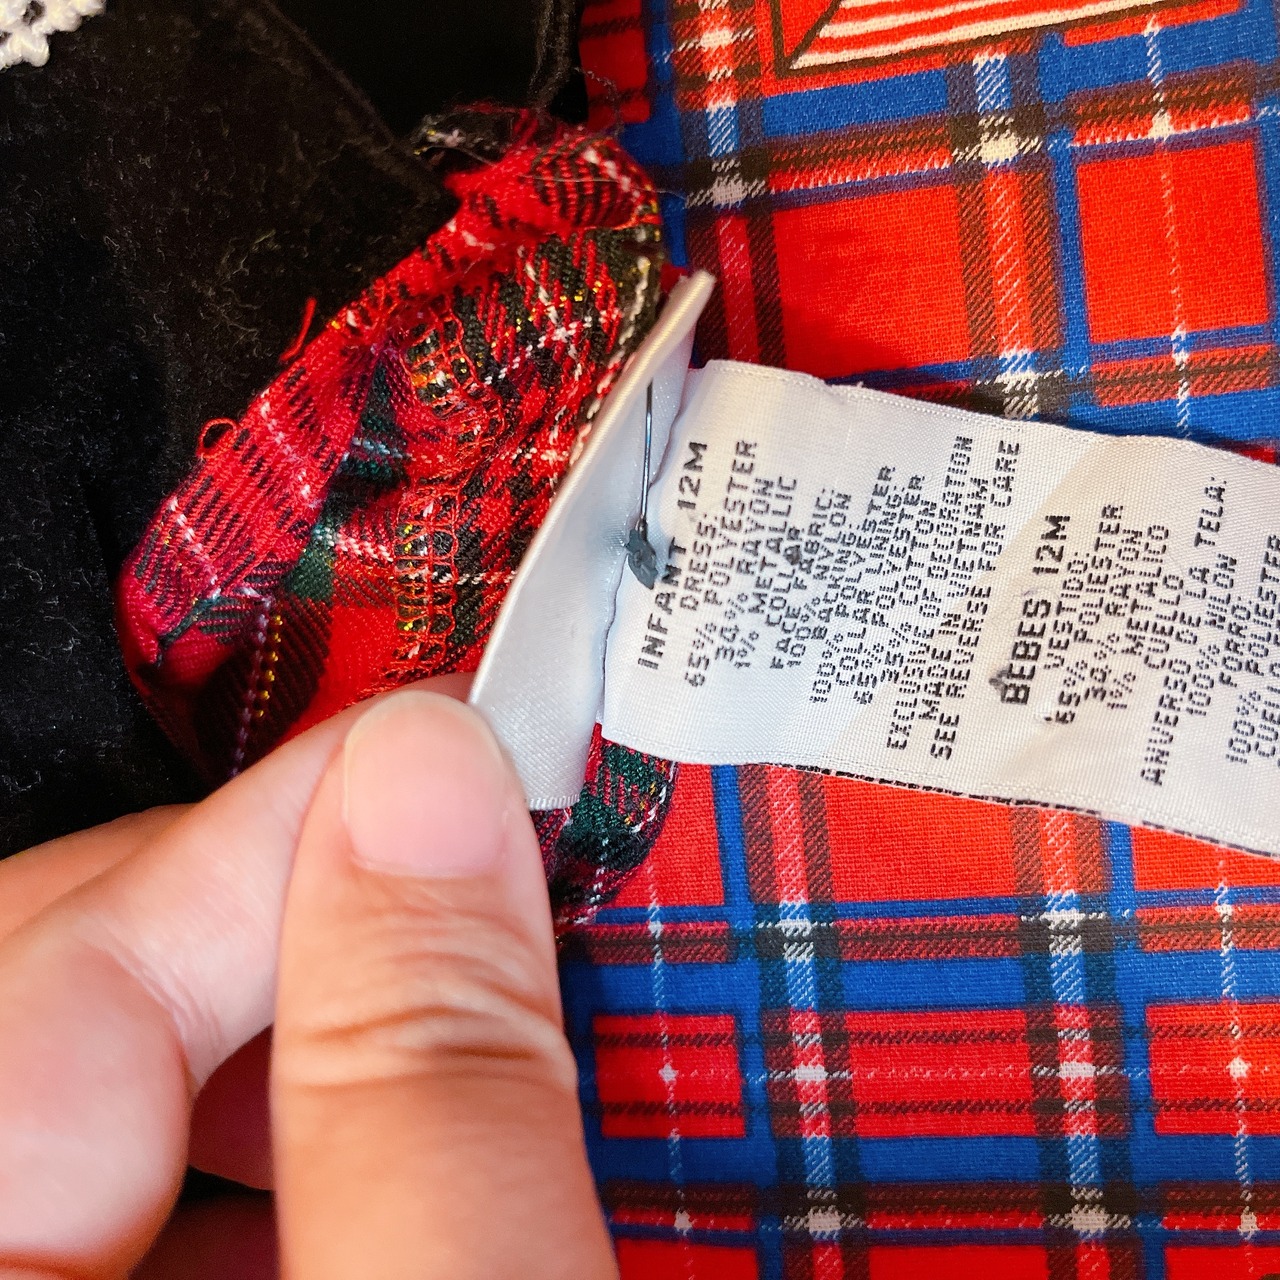 INFANT 12M
DRESS:
65% POLYESTER
34% RAYON
1% METALLIC
COLLAR
FACE FABRIC:
100% NYLON
BACKING:
100% POLYESTER
COLLAR LINING:
65% POLYESTER
35% COTTON
EXCLUSIVE OF DECORATION
MADE IN VIETNAM
SEE REVERSE FOR CARE
BEBES 12M
VESTIDO:
65% POLIESTER
34% RAYON
1% METALICO
CUELLO
ANVERSO DE LA TELA:
100% NILON
FORRO:
100% POLIESTER